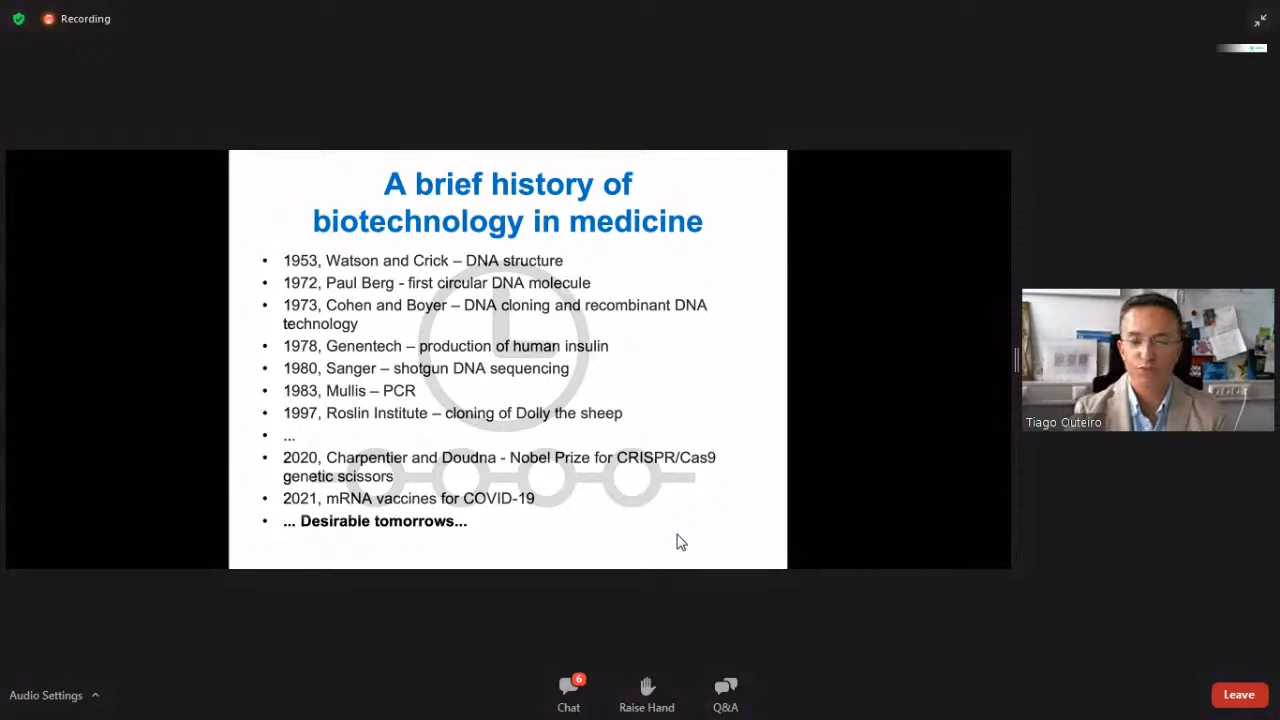 Recording
A brief history of
biotechnology in medicine
• 1953, Watson and Crick – DNA structure
• 1972, Paul Berg - first circular DNA molecule
• 1973, Cohen and Boyer – DNA cloning and recombinant DNA
technology
• 1978, Genentech – production of human insulin
• 1980, Sanger – shotgun DNA sequencing
• 1983, Mullis – PCR
• 1997, Roslin Institute – cloning of Dolly the sheep
• ...
• 2020, Charpentier and Doudna - Nobel Prize for CRISPR/Cas9
genetic scissors
• 2021, mRNA vaccines for COVID-19
• ... Desirable tomorrows...
Tiago Outeiro
Audio Settings
6
Chat
Raise Hand
Q&A
Leave